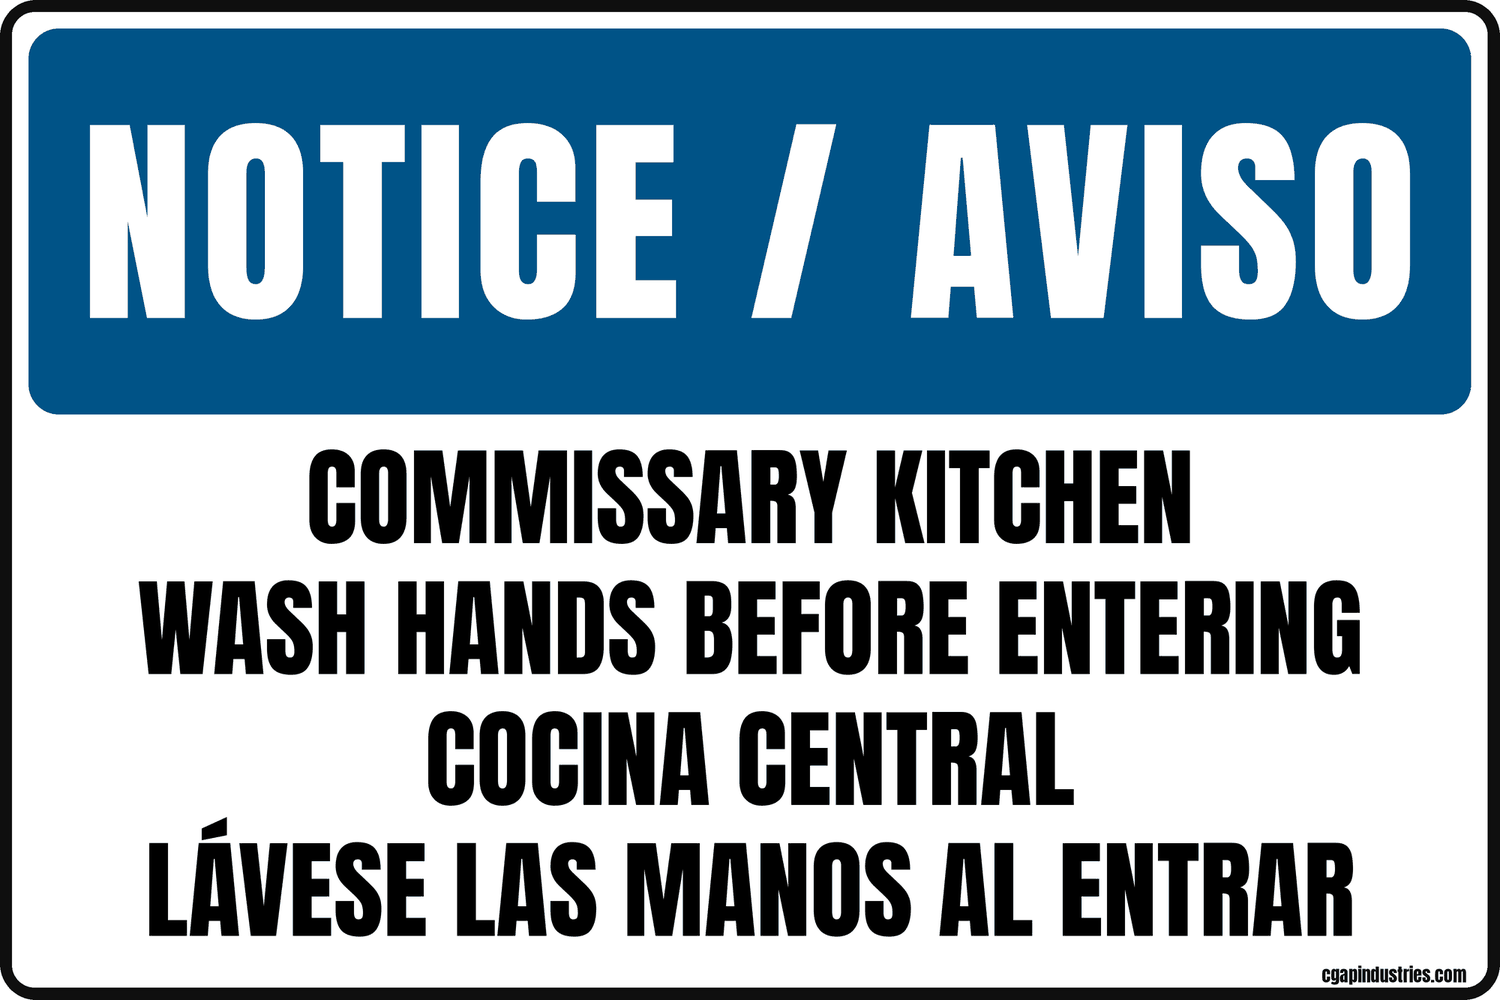 NOTICE / AVISO
COMMISSARY KITCHEN
WASH HANDS BEFORE ENTERING
COCINA CENTRAL
LÁVESE LAS MANOS AL ENTRAR
cgapindustries.com